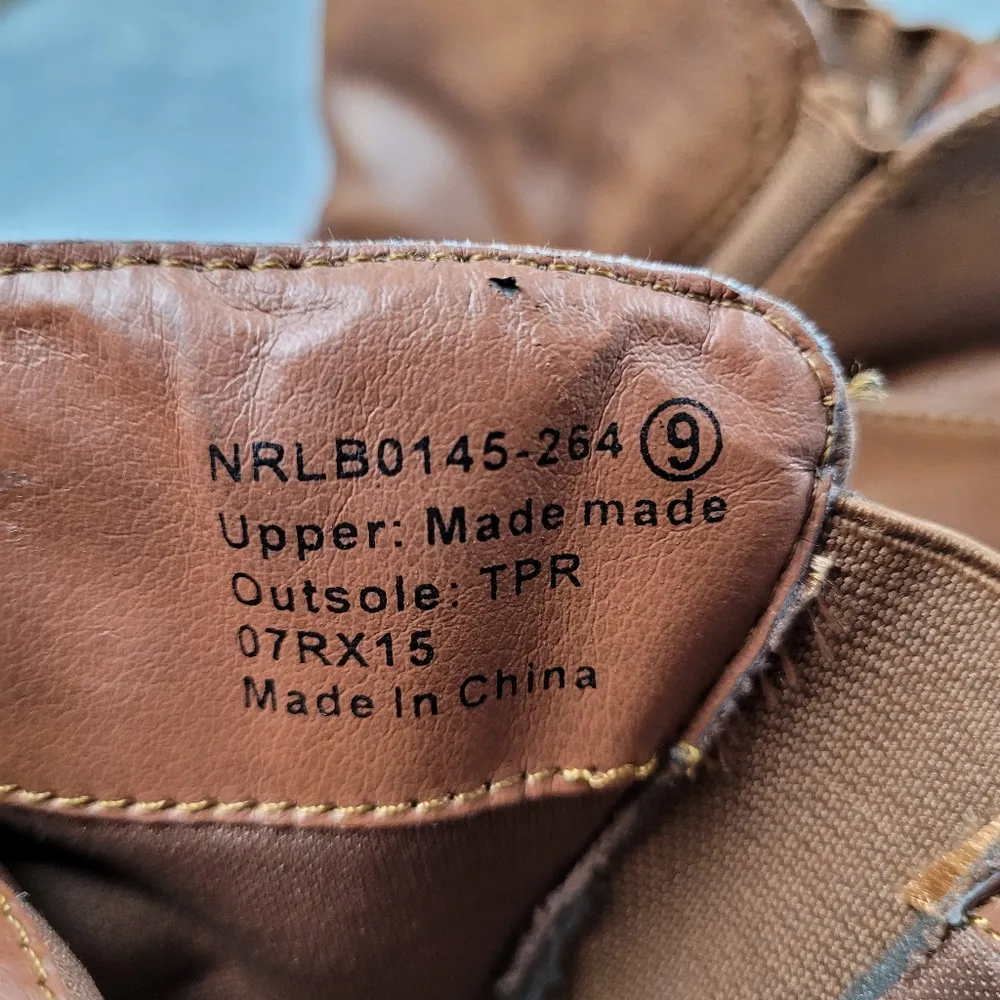 NRLB0145-264 ⑨
Upper: Made made
Outsole: TPR
07RX15
Made In China